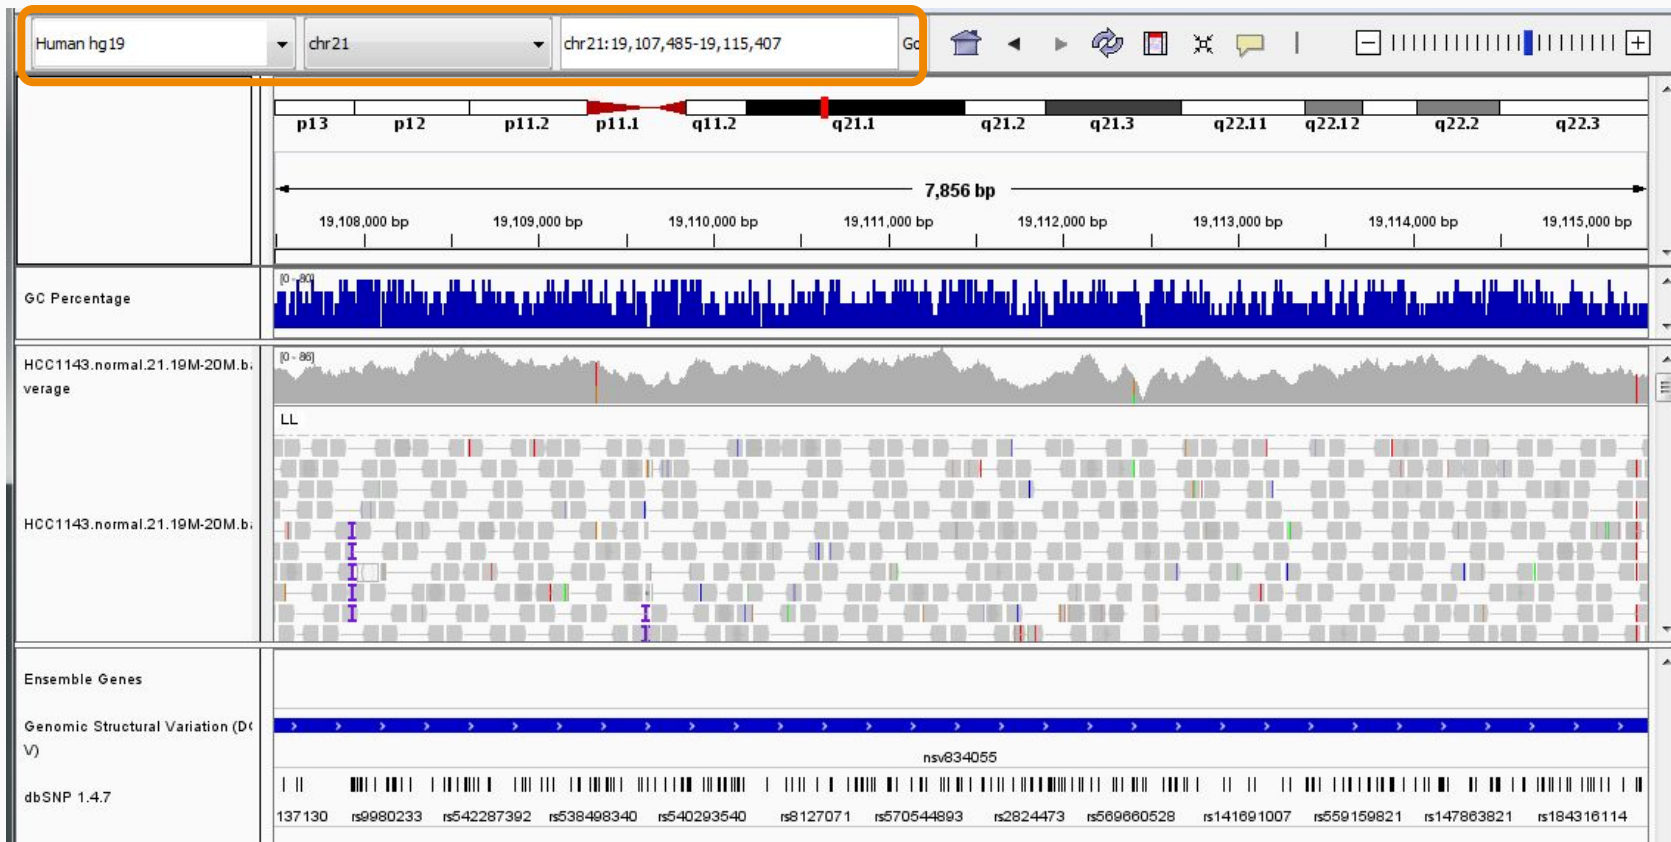 Human hg19 chr21 chr21:19,107,485-19,115,407 Go
p13 p12 p11.2 p11.1 q11.2 q21.1 q21.2 q21.3 q22.11 q22.12 q22.2 q22.3
7,856 bp
19,108,000 bp 19,109,000 bp 19,110,000 bp 19,111,000 bp 19,112,000 bp 19,113,000 bp 19,114,000 bp 19,115,000 bp
[0 - 80]
GC Percentage
[0 - 86]
HCC1143.normal.21.19M-20M.ba
verage
LL
HCC1143.normal.21.19M-20M.ba
Ensemble Genes
Genomic Structural Variation (DG
V)
nsv834055
dbSNP 1.4.7
137130 rs9980233 rs542287392 rs538498340 rs540293540 rs8127071 rs570544893 rs2824473 rs569660528 rs141691007 rs559159821 rs147863821 rs184316114